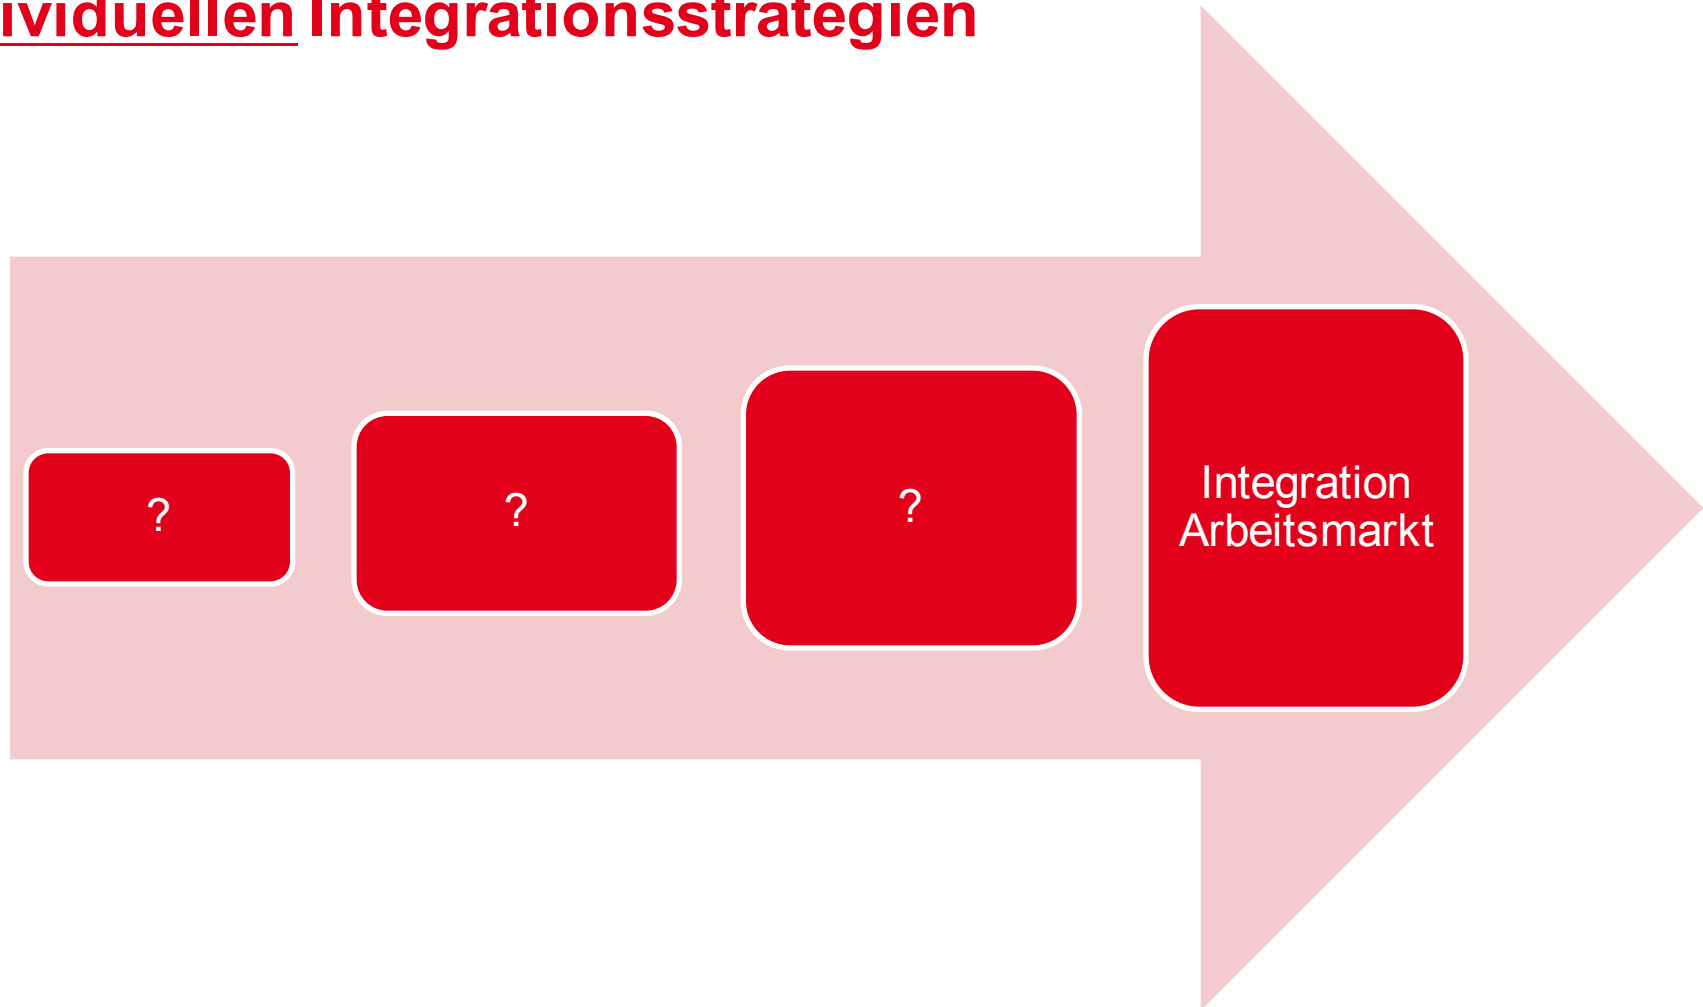 ividuellen Integrationsstrategien
?
?
?
Integration
Arbeitsmarkt